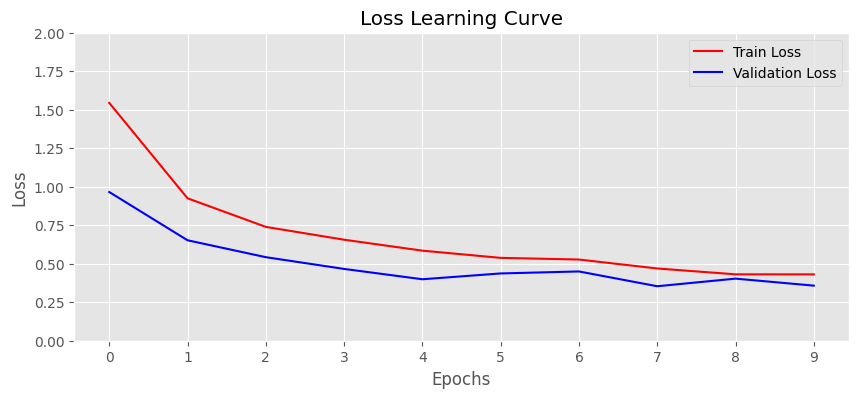 Loss Learning Curve
Train Loss
Validation Loss
2.00
1.75
1.50
1.25
1.00
0.75
0.50
0.25
0.00
Loss
0 1 2 3 4 5 6 7 8 9
Epochs